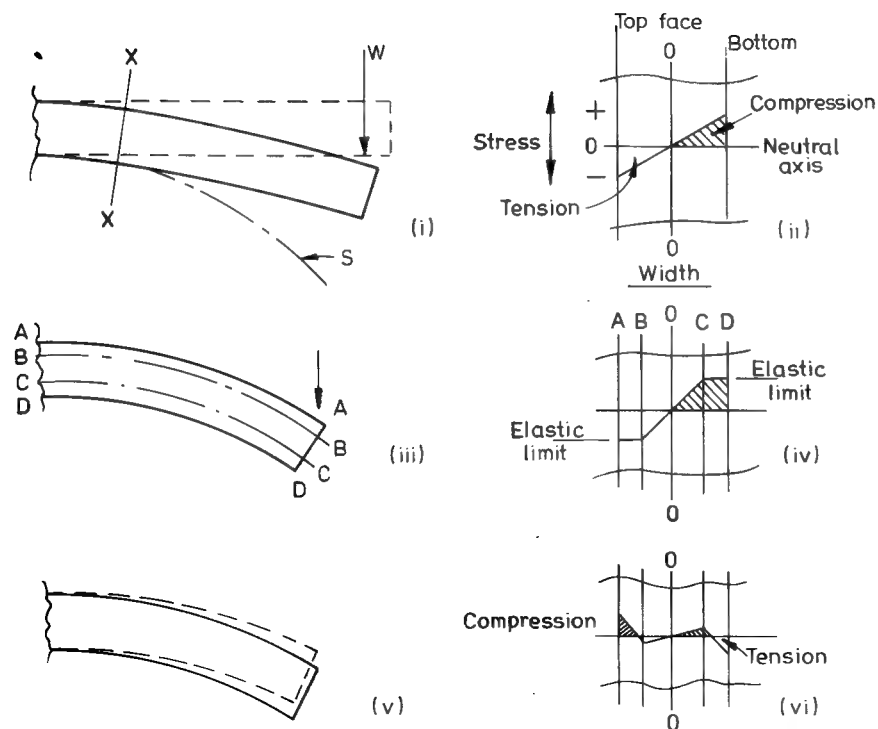 X
W
X
S
(i)
Top face
0
Bottom
+
Compression
Stress
0
Neutral
axis
−
Tension
0
(ii)
Width
A
B
C
D
A
B
C
D
(iii)
A B 0 C D
Elastic
limit
Elastic
limit
(iv)
0
(v)
0
Compression
Tension
(vi)
0